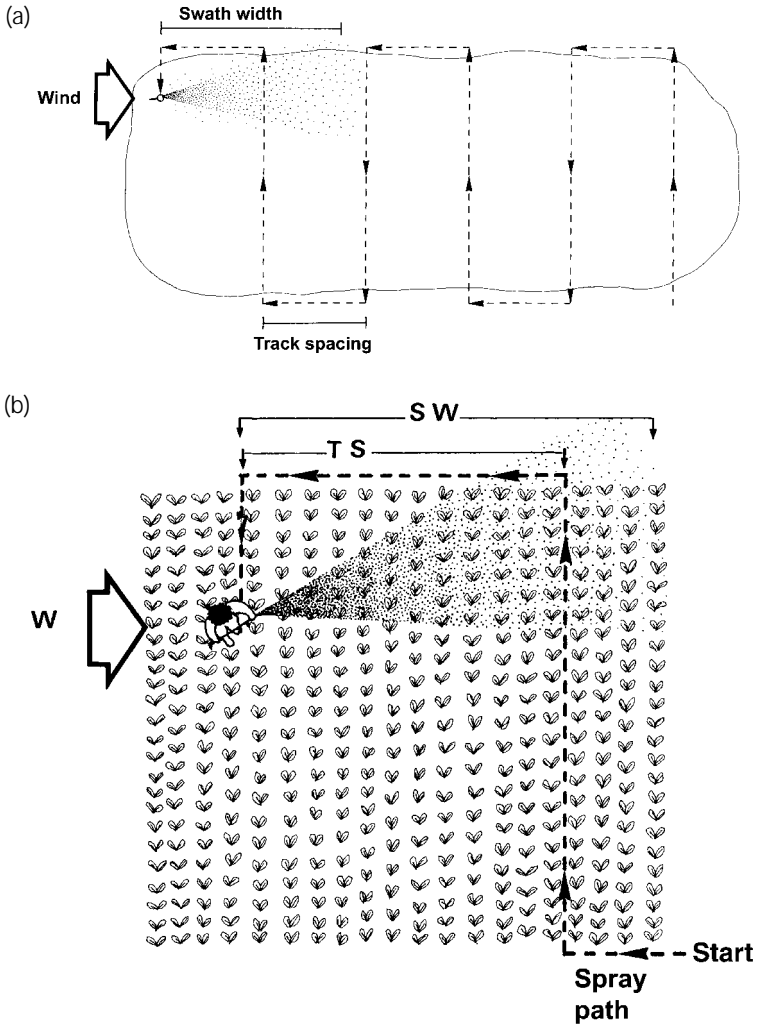 (a)
Swath width
Wind
Track spacing
(b)
S W
T S
W
Start
Spray
path